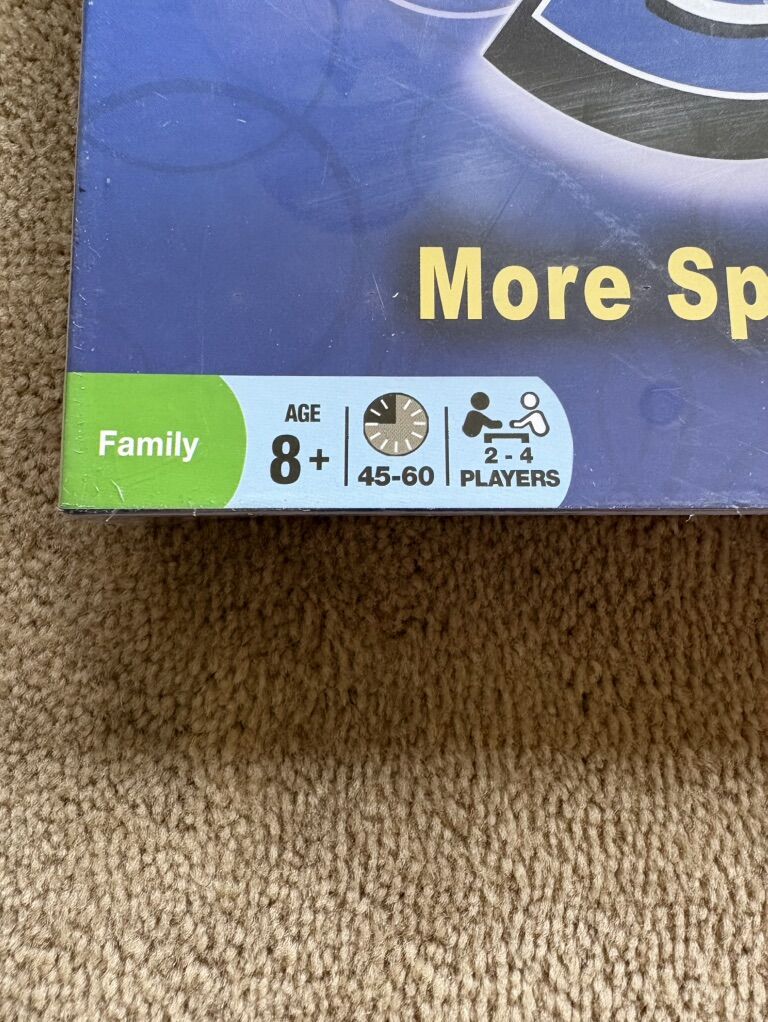 More Sp
Family
AGE
8+
45-60
2 - 4
PLAYERS